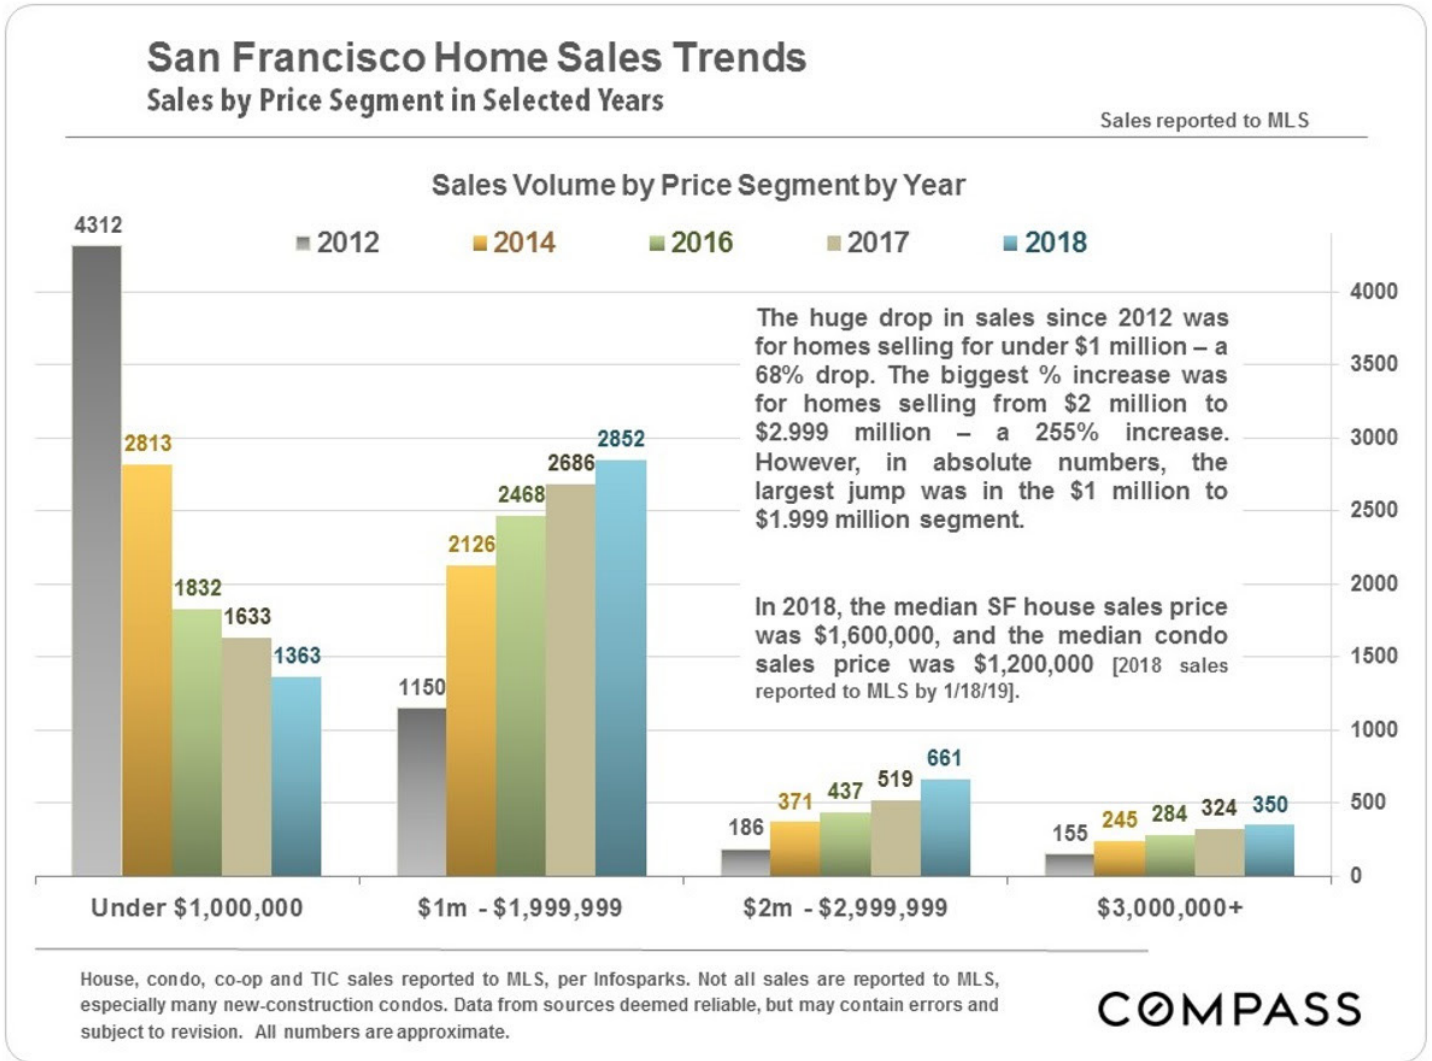 San Francisco Home Sales Trends
Sales by Price Segment in Selected Years
Sales reported to MLS
Sales Volume by Price Segment by Year
2012 2014 2016 2017 2018
4312
2813
1832
1633
1363
1150
2126
2468
2686
2852
186
371
437
519
661
155
245
284
324
350
The huge drop in sales since 2012 was
for homes selling for under $1 million – a
68% drop. The biggest % increase was
for homes selling from $2 million to
$2.999 million – a 255% increase.
However, in absolute numbers, the
largest jump was in the $1 million to
$1.999 million segment.
In 2018, the median SF house sales price
was $1,600,000, and the median condo
sales price was $1,200,000 [2018 sales
reported to MLS by 1/18/19].
4000
3500
3000
2500
2000
1500
1000
500
0
Under $1,000,000
$1m - $1,999,999
$2m - $2,999,999
$3,000,000+
House, condo, co-op and TIC sales reported to MLS, per Infosparks. Not all sales are reported to MLS,
especially many new-construction condos. Data from sources deemed reliable, but may contain errors and
subject to revision. All numbers are approximate.
COMPASS